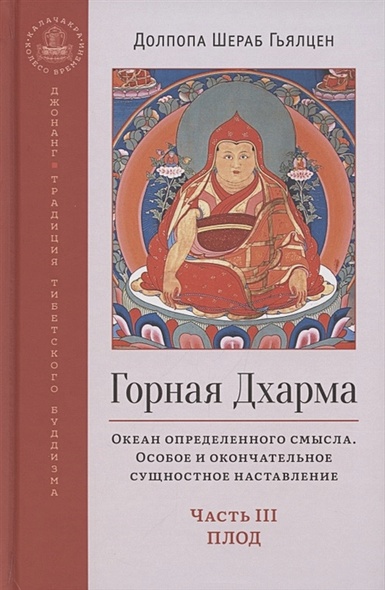 Долпопа Шераб Гьялцен
КАЛАЧАКРА
КОЛЕСО ВРЕМЕНИ
ДЖОНАНГ • ТРАДИЦИЯ ТИБЕТСКОГО БУДДИЗМА
Горная Дхарма
Океан определенного смысла.
Особое и окончательное
сущностное наставление
Часть III
ПЛОД